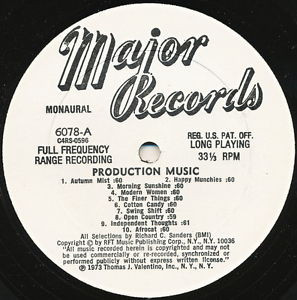 Major
Records
MONAURAL
6078-A
C4RS-0596
FULL FREQUENCY
RANGE RECORDING
REG. U.S. PAT. OFF.
LONG PLAYING
33⅓ RPM
PRODUCTION MUSIC
1. Autumn Mist :60 2. Happy Munchies :60
3. Morning Sunshine :60
4. Modern Women :60
5. The Finer Things :60
6. Cotton Candy :60
7. Swing Shift :60
8. Open Country :59
9. Independent Thoughts :61
10. Afrocat :60
All Selections by Richard C. Sanders (BMI)
Copyright © by RFT Music Publishing Corp., N.Y., N.Y. 10036
"All music recorded herein is copyrighted and may not
be used commercially or re-recorded, synchronized or
performed publicly without express written permission."
℗ 1973 Thomas J. Valentino, Inc., N.Y., N.Y.